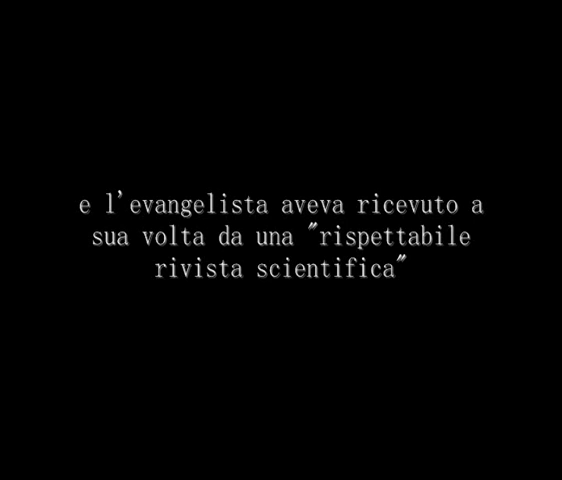 e l'evangelista aveva ricevuto a
sua volta da una "rispettabile
rivista scientifica"